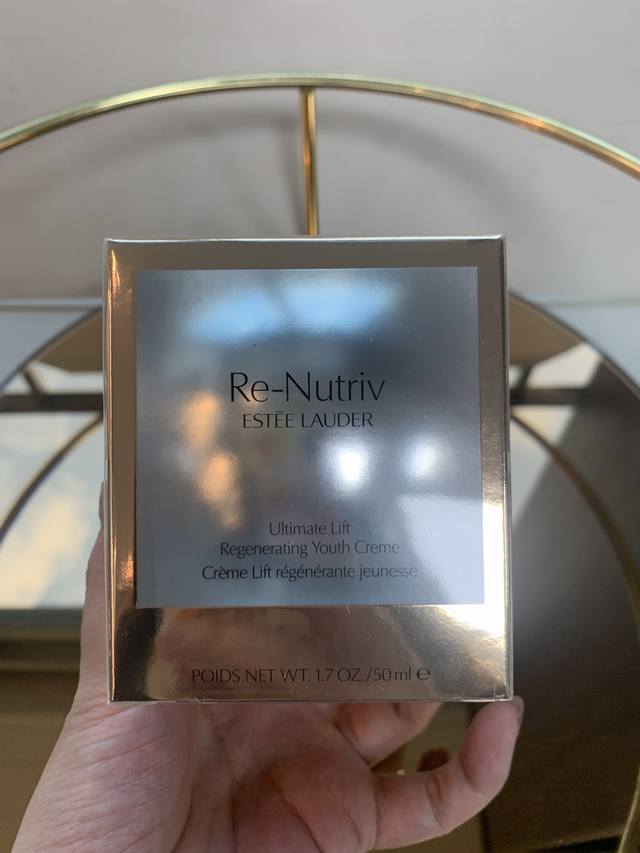 Re-Nutriv
ESTĒE LAUDER
Ultimate Lift
Regenerating Youth Creme
Crème Lift régénérante jeunesse
POIDS NET WT. 1.7 OZ./50 ml ℮